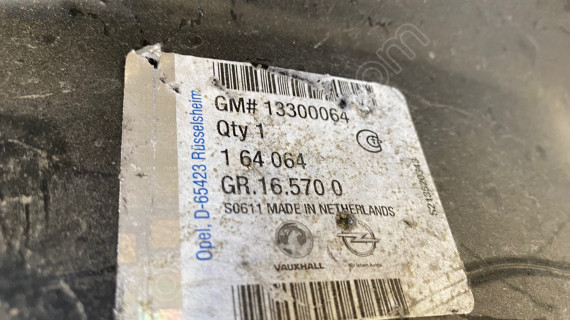 GM# 13300064
Qty 1
1 64 064
GR.16.570 0
S0611 MADE IN NETHERLANDS
VAUXHALL
Opel, D-65423 Rüsselsheim